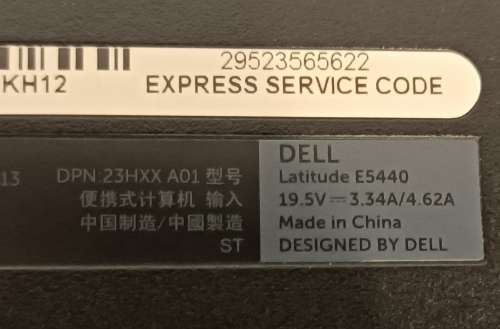 29523565622
KH12 EXPRESS SERVICE CODE
13 DPN:23HXX A01 型号
便携式计算机 输入
中国制造/中國製造
ST
DELL
Latitude E5440
19.5V⎓3.34A/4.62A
Made in China
DESIGNED BY DELL